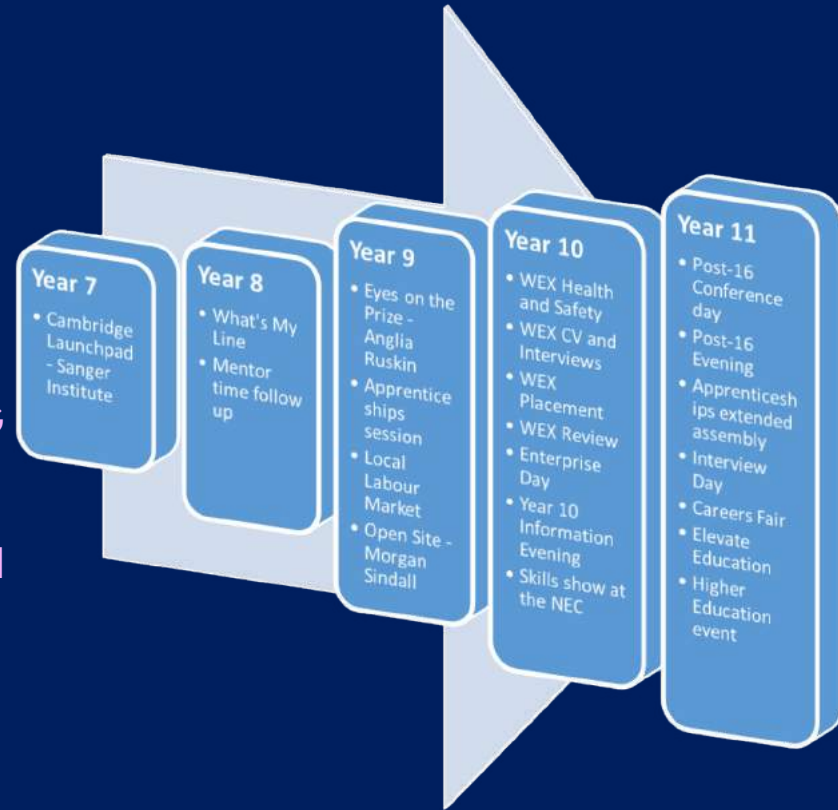 Year 7
• Cambridge
Launchpad
- Sanger
Institute
Year 8
• What's My
Line
• Mentor
time follow
up
Year 9
• Eyes on the
Prize -
Anglia
Ruskin
• Apprentice
ships
session
• Local
Labour
Market
• Open Site -
Morgan
Sindall
Year 10
• WEX Health
and Safety
• WEX CV and
Interviews
• WEX
Placement
• WEX Review
• Enterprise
Day
• Year 10
Information
Evening
• Skills show at
the NEC
Year 11
• Post-16
Conference
day
• Post-16
Evening
• Apprenticesh
ips extended
assembly
• Interview
Day
• Careers Fair
• Elevate
Education
• Higher
Education
event